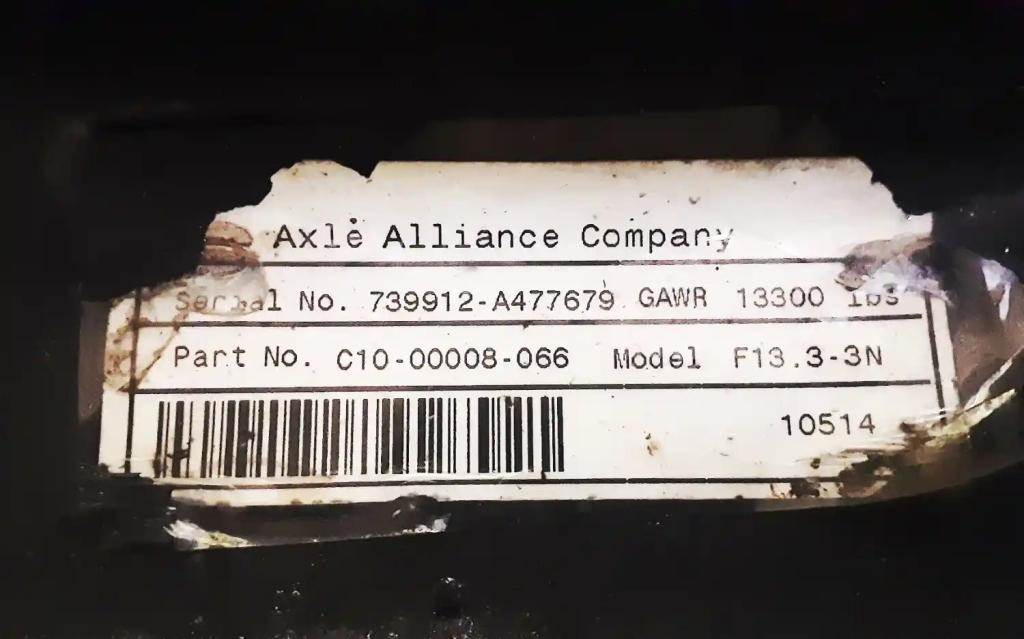 Axle Alliance Company
Serial No. 739912-A477679 GAWR 13300 lbs
Part No. C10-00008-066 Model F13.3-3N
10514